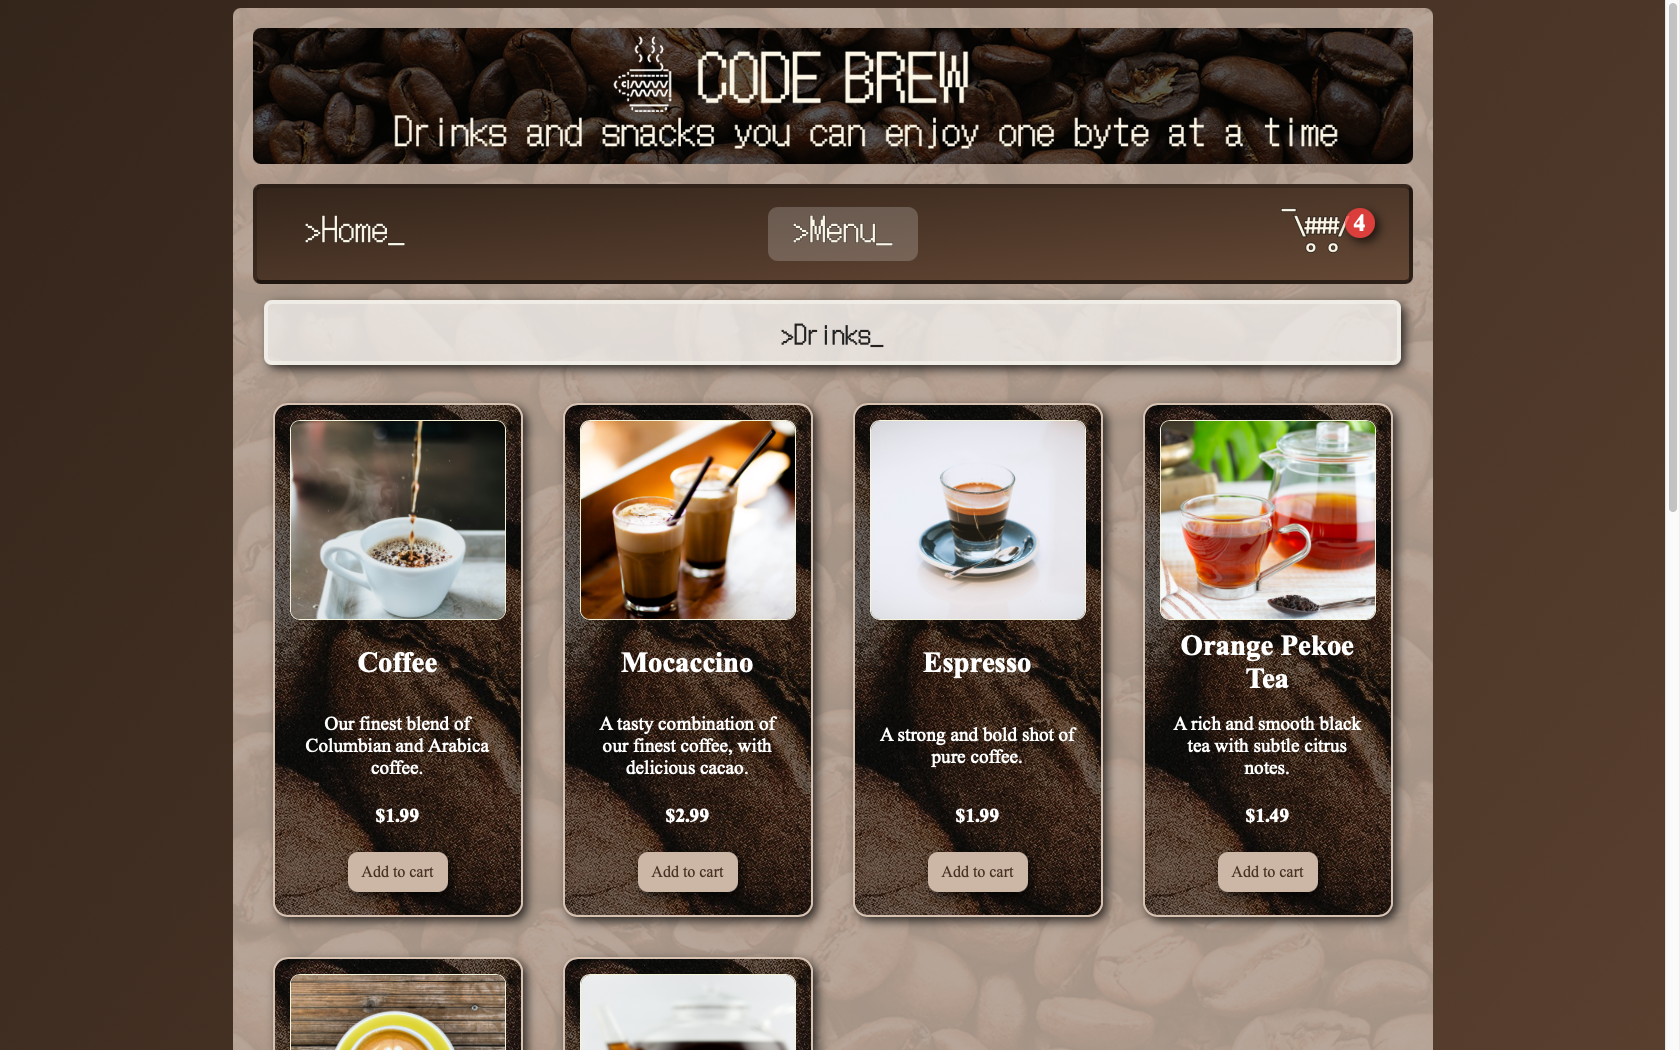 CODE BREW
Drinks and snacks you can enjoy one byte at a time
>Home_
>Menu_
\###/
4
>Drinks_
Coffee
Our finest blend of
Columbian and Arabica
coffee.
$1.99
Add to cart
Mocaccino
A tasty combination of
our finest coffee, with
delicious cacao.
$2.99
Add to cart
Espresso
A strong and bold shot of
pure coffee.
$1.99
Add to cart
Orange Pekoe
Tea
A rich and smooth black
tea with subtle citrus
notes.
$1.49
Add to cart